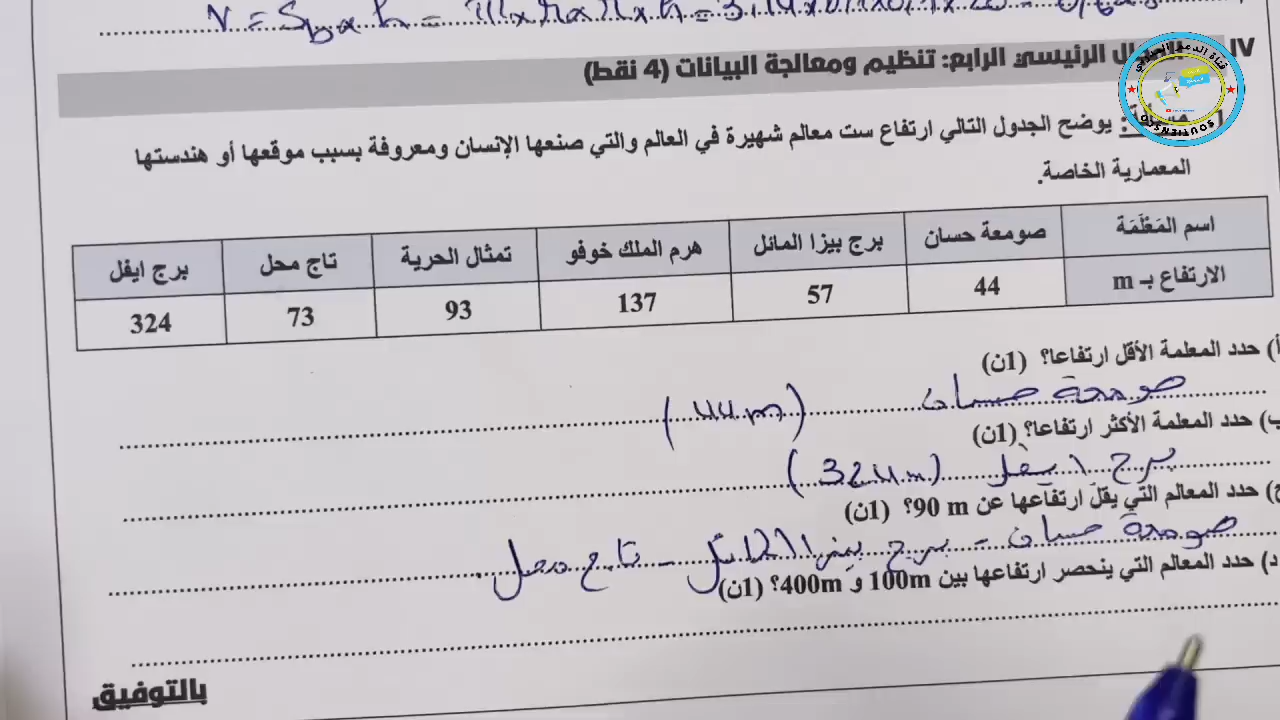 IV المجال الرئيسي الرابع: تنظيم ومعالجة البيانات (4 نقط)
يوضح الجدول التالي ارتفاع ست معالم شهيرة في العالم والتي صنعها الإنسان ومعروفة بسبب موقعها أو هندستها
المعمارية الخاصة.
اسم المَعْلَمَة صومعة حسان برج بيزا المائل هرم الملك خوفو تمثال الحرية تاج محل برج ايفل
الارتفاع بـ m 44 57 137 93 73 324
أ) حدد المعلمة الأقل ارتفاعا؟ (1ن)
صومعة حسان (44m)
ب) حدد المعلمة الأكثر ارتفاعا؟ (1ن)
برج ايفل (324m)
ج) حدد المعالم التي يقل ارتفاعها عن 90 m؟ (1ن)
صومعة حسان - برج بيزا المائل - تاج محل.
د) حدد المعالم التي ينحصر ارتفاعها بين 100m و 400m؟ (1ن)
بالتوفيق